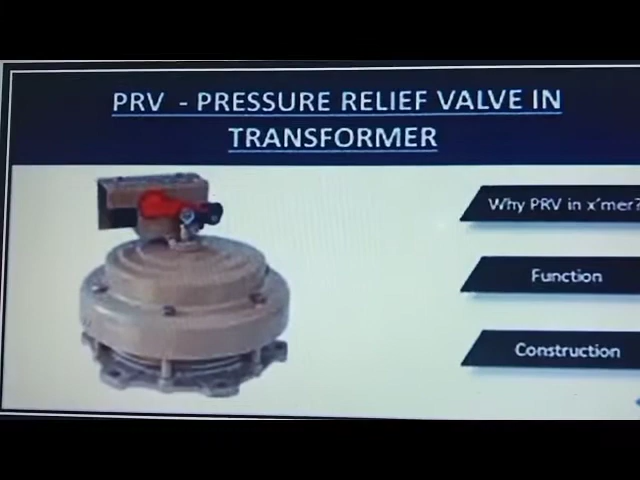 PRV - PRESSURE RELIEF VALVE IN
TRANSFORMER
Why PRV in x'mer?
Function
Construction